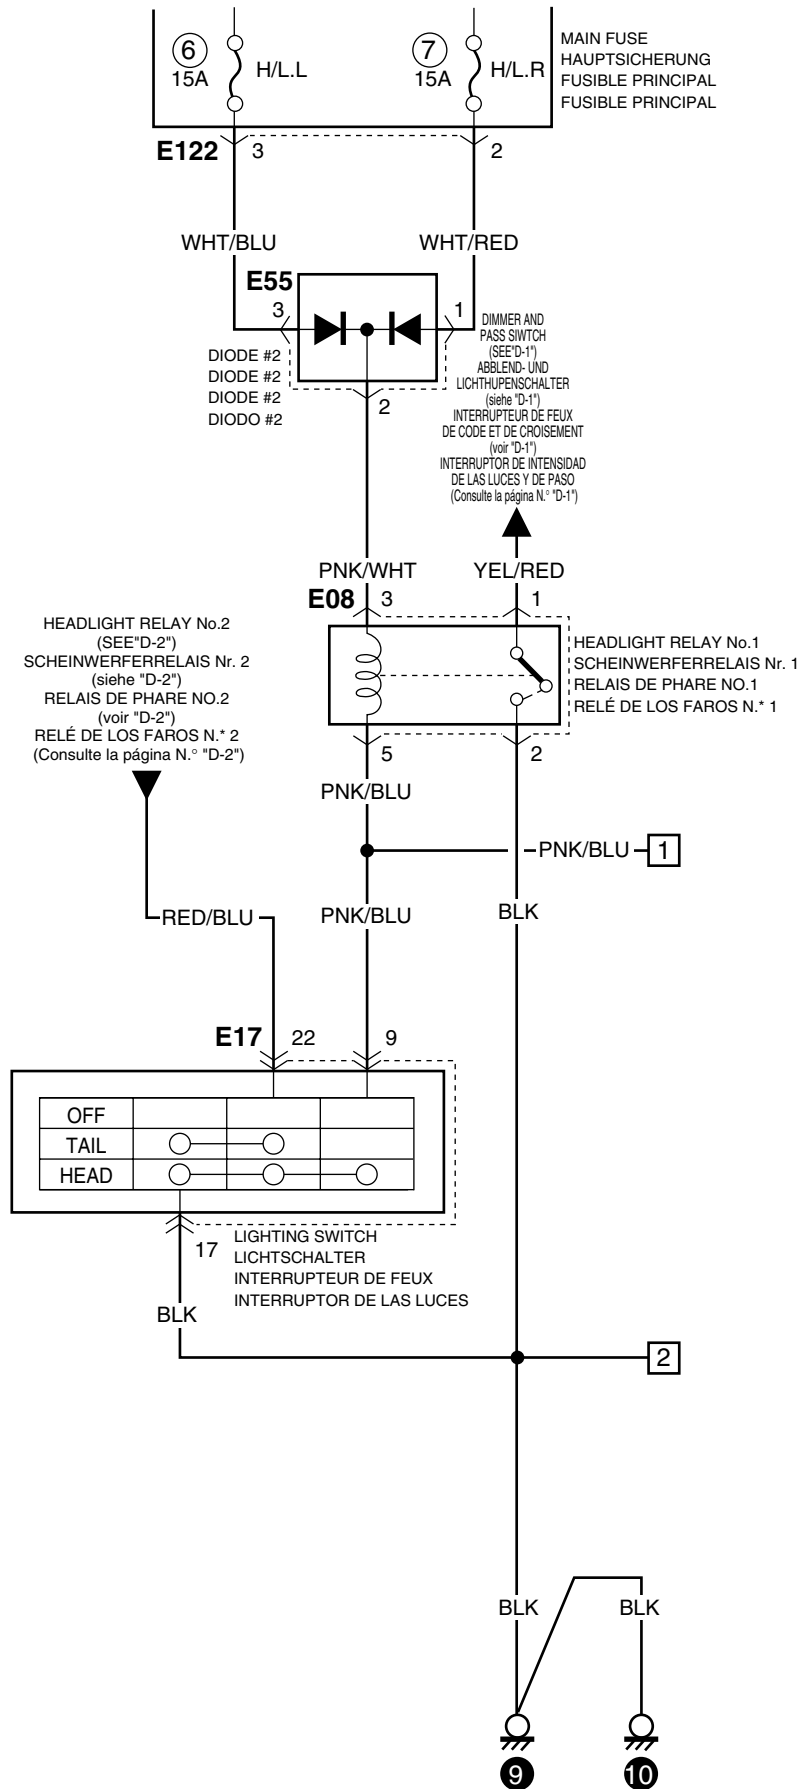 6
15A
H/L.L
7
15A
H/L.R
MAIN FUSE
HAUPTSICHERUNG
FUSIBLE PRINCIPAL
FUSIBLE PRINCIPAL
E122
3
2
WHT/BLU
WHT/RED
E55
3
1
DIODE #2
DIODE #2
DIODE #2
DIODO #2
2
DIMMER AND
PASS SIWTCH
(SEE"D-1")
ABBLEND- UND
LICHTHUPENSCHALTER
(siehe "D-1")
INTERRUPTEUR DE FEUX
DE CODE ET DE CROISEMENT
(voir "D-1")
INTERRUPTOR DE INTENSIDAD
DE LAS LUCES Y DE PASO
(Consulte la página N.° "D-1")
PNK/WHT
YEL/RED
E08
3
1
HEADLIGHT RELAY No.2
(SEE"D-2")
SCHEINWERFERRELAIS Nr. 2
(siehe "D-2")
RELAIS DE PHARE NO.2
(voir "D-2")
RELÉ DE LOS FAROS N.* 2
(Consulte la página N.° "D-2")
HEADLIGHT RELAY No.1
SCHEINWERFERRELAIS Nr. 1
RELAIS DE PHARE NO.1
RELÉ DE LOS FAROS N.* 1
5
2
PNK/BLU
PNK/BLU
1
RED/BLU
PNK/BLU
BLK
E17
22
9
OFF
TAIL
HEAD
17
LIGHTING SWITCH
LICHTSCHALTER
INTERRUPTEUR DE FEUX
INTERRUPTOR DE LAS LUCES
BLK
2
BLK
BLK
9
10